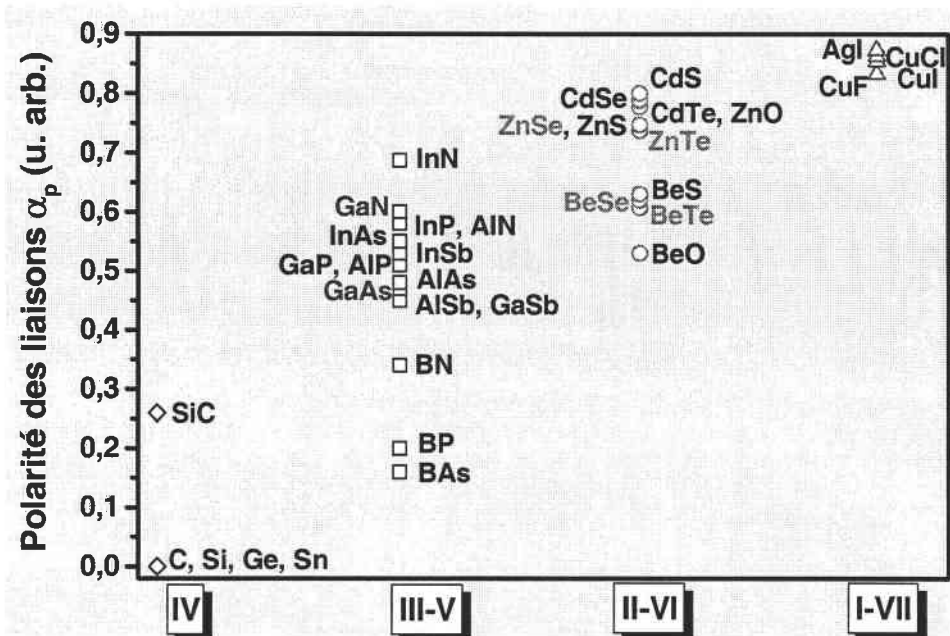 Polarité des liaisons αp (u. arb.)
0,9
0,8
0,7
0,6
0,5
0,4
0,3
0,2
0,1
0,0
SiC
C, Si, Ge, Sn
InN
GaN
InP, AlN
InAs
InSb
GaP, AlP
AlAs
GaAs
AlSb, GaSb
BN
BP
BAs
CdS
CdSe
CdTe, ZnO
ZnSe, ZnS
ZnTe
BeS
BeSe
BeTe
BeO
AgI
CuCl
CuI
CuF
IV
III-V
II-VI
I-VII